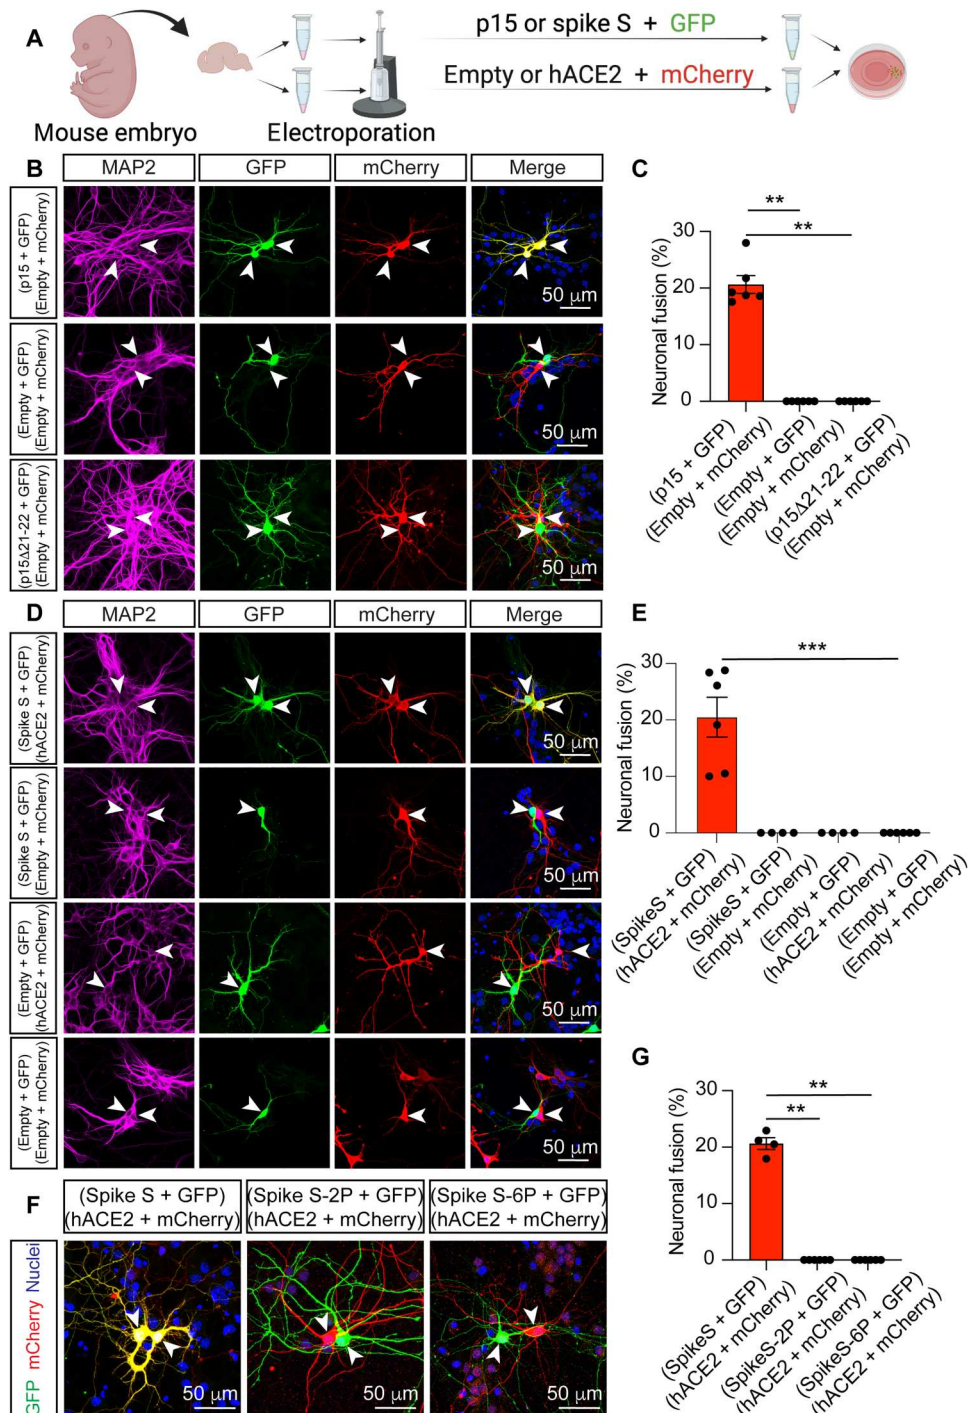 A
p15 or spike S + GFP
Empty or hACE2 + mCherry
Mouse embryo
Electroporation
B
MAP2
GFP
mCherry
Merge
(p15 + GFP)
(Empty + mCherry)
50 µm
(Empty + GFP)
(Empty + mCherry)
50 µm
(p15Δ21-22 + GFP)
(Empty + mCherry)
50 µm
C
Neuronal fusion (%)
30
20
10
0
**
**
(p15 + GFP)
(Empty + mCherry)
(Empty + GFP)
(Empty + mCherry)
(p15Δ21-22 + GFP)
(Empty + mCherry)
D
MAP2
GFP
mCherry
Merge
(Spike S + GFP)
(hACE2 + mCherry)
50 µm
(Spike S + GFP)
(Empty + mCherry)
50 µm
(Empty + GFP)
(hACE2 + mCherry)
50 µm
(Empty + GFP)
(Empty + mCherry)
50 µm
E
Neuronal fusion (%)
30
20
10
0
***
(SpikeS + GFP)
(hACE2 + mCherry)
(SpikeS + GFP)
(Empty + mCherry)
(Empty + GFP)
(hACE2 + mCherry)
(Empty + GFP)
(Empty + mCherry)
F
(Spike S + GFP)
(hACE2 + mCherry)
(Spike S-2P + GFP)
(hACE2 + mCherry)
(Spike S-6P + GFP)
(hACE2 + mCherry)
GFP mCherry Nuclei
50 µm
50 µm
50 µm
G
Neuronal fusion (%)
30
20
10
0
**
**
(SpikeS + GFP)
(hACE2 + mCherry)
(SpikeS-2P + GFP)
(hACE2 + mCherry)
(SpikeS-6P + GFP)
(hACE2 + mCherry)